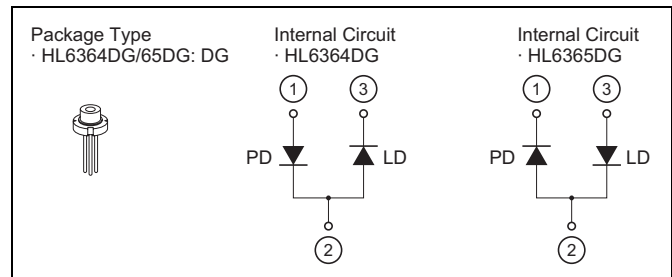 Package Type
· HL6364DG/65DG: DG
Internal Circuit
· HL6364DG
1 3
PD LD
2
Internal Circuit
· HL6365DG
1 3
PD LD
2